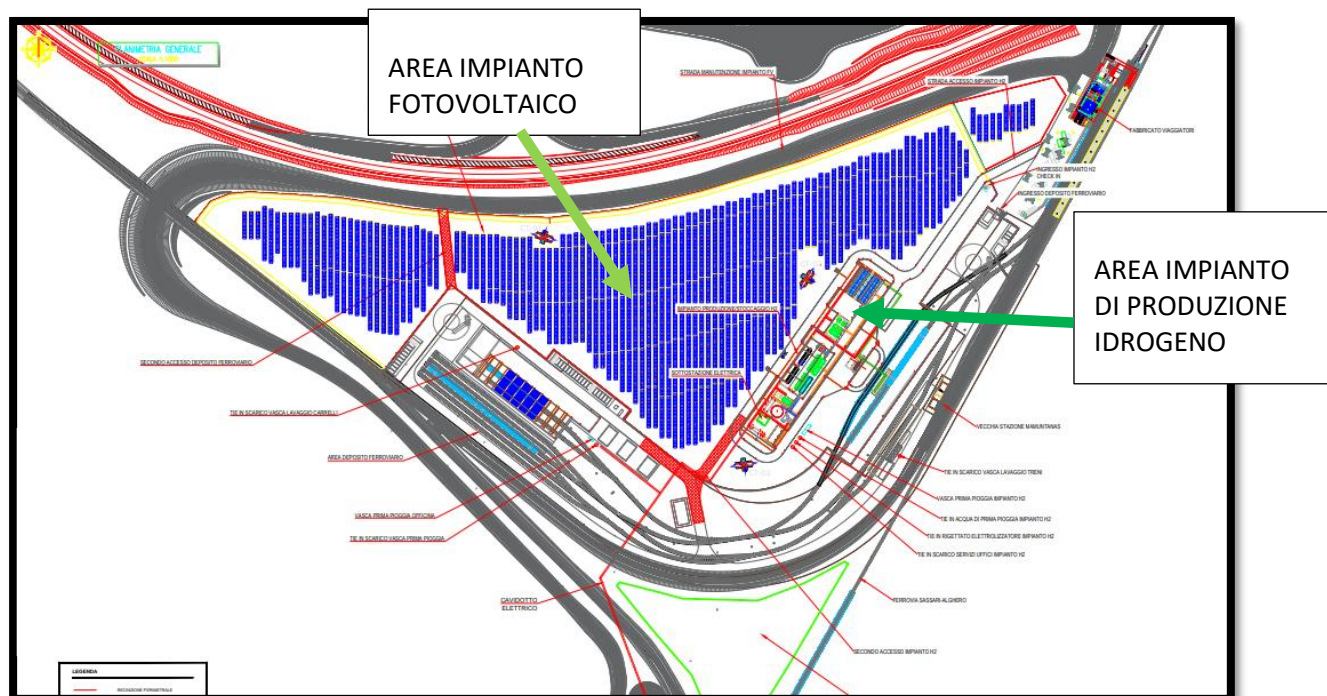 PLANIMETRIA GENERALE
AREA IMPIANTO
FOTOVOLTAICO
STRADA MANUTENZIONE IMPIANTO FV
STRADA ACCESSO IMPIANTO H2
FABBRICATO VIAGGIATORI
INGRESSO IMPIANTO H2
CHECK IN
INGRESSO DEPOSITO FERROVIARIO
AREA IMPIANTO
DI PRODUZIONE
IDROGENO
IMPIANTO PRODUZIONE/STOCCAGGIO H2
SECONDO ACCESSO DEPOSITO FERROVIARIO
SOTTOSTAZIONE ELETTRICA
TIE IN SCARICO VASCA LAVAGGIO CARRELLI
VECCHIA STAZIONE MAMUNTANAS
AREA DEPOSITO FERROVIARIO
TIE IN SCARICO VASCA LAVAGGIO TRENI
VASCA PRIMA PIOGGIA IMPIANTO H2
VASCA PRIMA PIOGGIA OFFICINA
TIE IN ACQUA DI PRIMA PIOGGIA IMPIANTO H2
TIE IN SCARICO VASCA PRIMA PIOGGIA
TIE IN RIGETTATO ELETTROLIZZATORE IMPIANTO H2
TIE IN SCARICO SERVIZI UFFICI IMPIANTO H2
CAVIDOTTO
ELETTRICO
FERROVIA SASSARI-ALGHERO
SECONDO ACCESSO IMPIANTO H2
LEGENDA
RECINZIONE PERIMETRALE